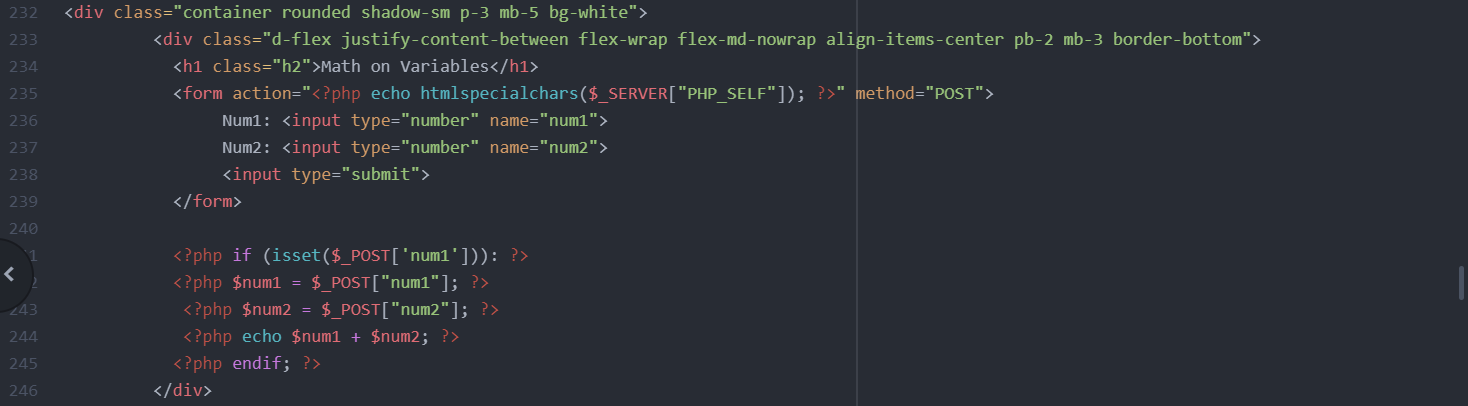 232 <div class="container rounded shadow-sm p-3 mb-5 bg-white">
233 <div class="d-flex justify-content-between flex-wrap flex-md-nowrap align-items-center pb-2 mb-3 border-bottom">
234 <h1 class="h2">Math on Variables</h1>
235 <form action="<?php echo htmlspecialchars($_SERVER["PHP_SELF"]); ?>" method="POST">
236 Num1: <input type="number" name="num1">
237 Num2: <input type="number" name="num2">
238 <input type="submit">
239 </form>
240
1 <?php if (isset($_POST['num1'])): ?>
2 <?php $num1 = $_POST["num1"]; ?>
243 <?php $num2 = $_POST["num2"]; ?>
244 <?php echo $num1 + $num2; ?>
245 <?php endif; ?>
246 </div>